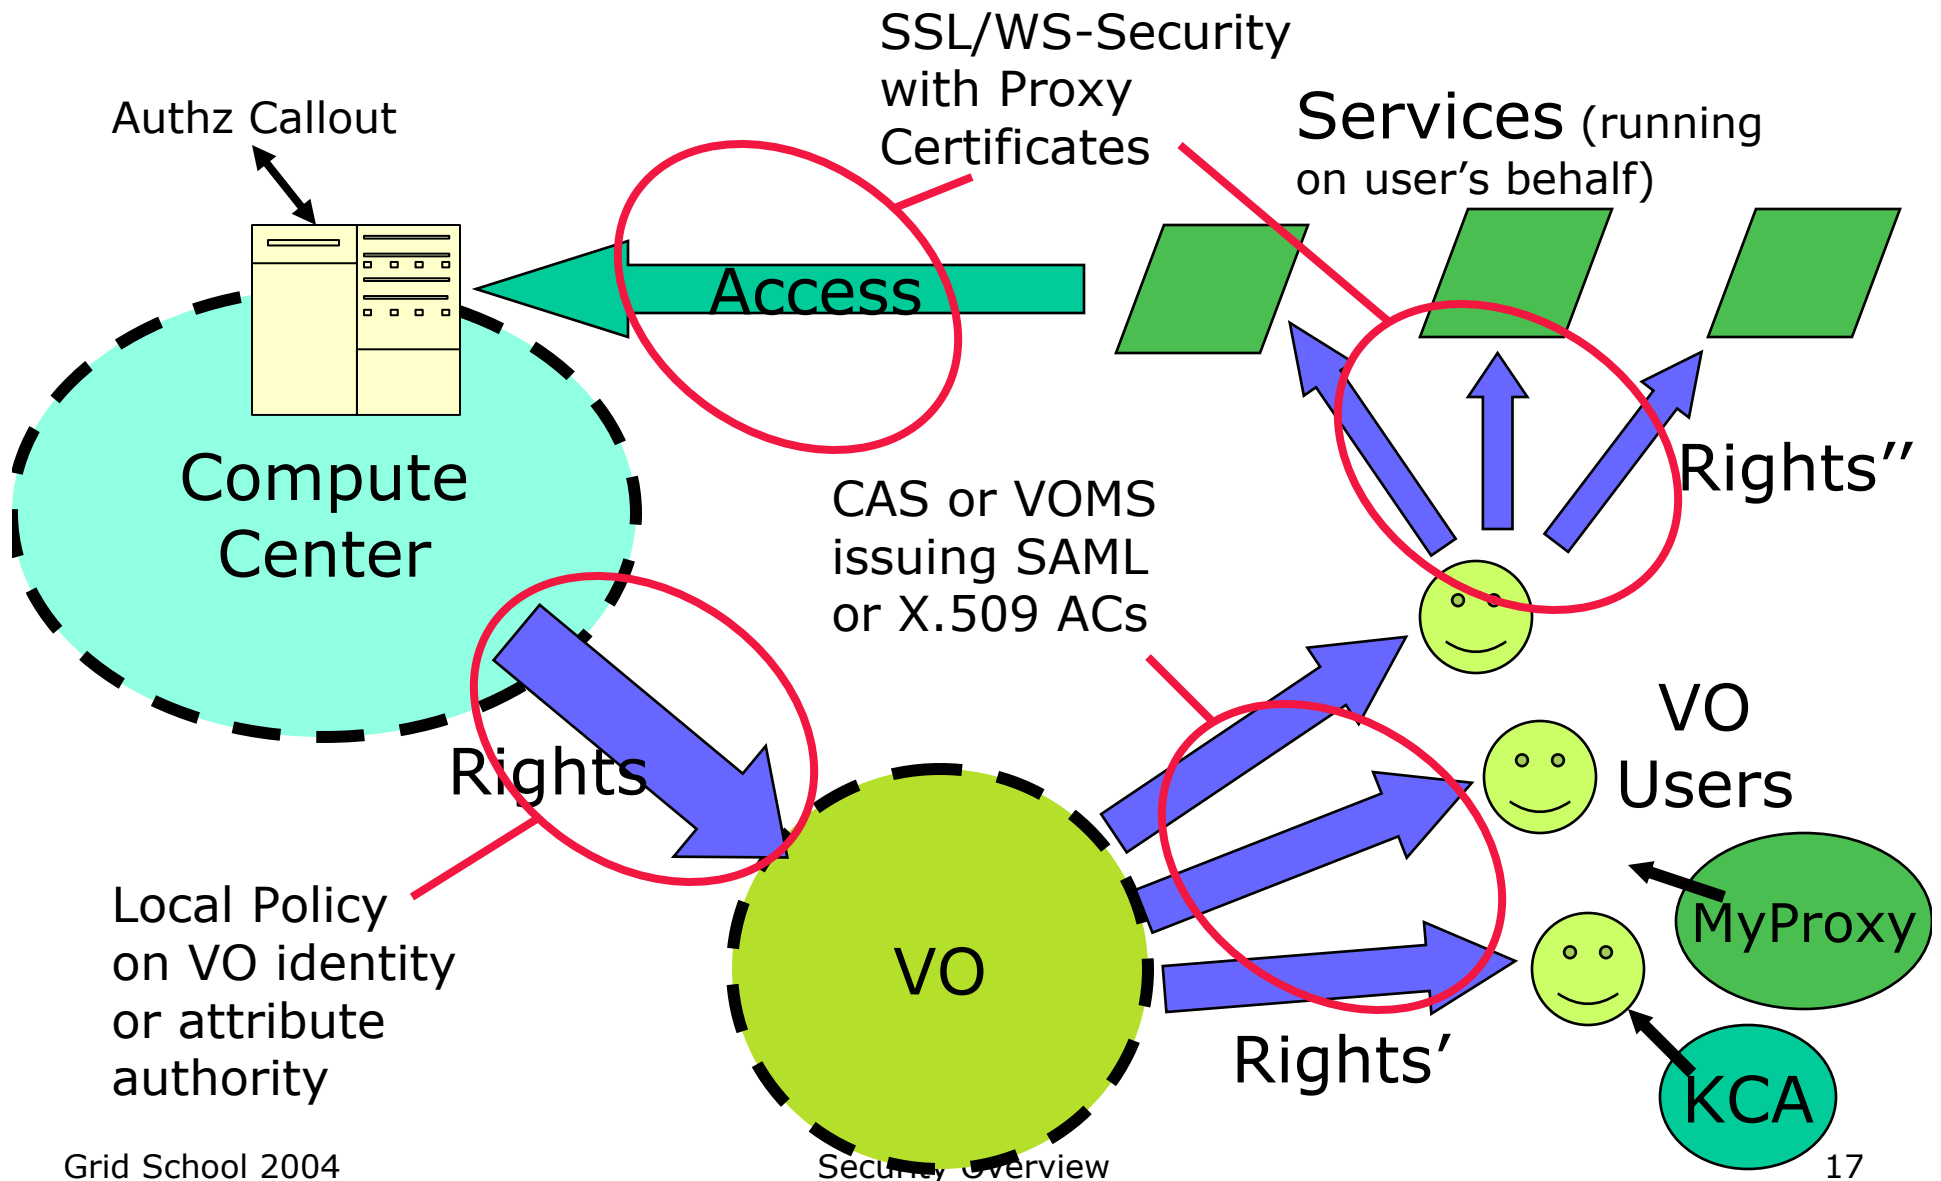 SSL/WS-Security
with Proxy
Certificates
Authz Callout
Services (running
on user's behalf)
Access
Compute
Center
Rights''
CAS or VOMS
issuing SAML
or X.509 ACs
VO
Users
Rights
MyProxy
Local Policy
on VO identity
or attribute
authority
VO
Rights'
KCA
Grid School 2004
Security Overview
17